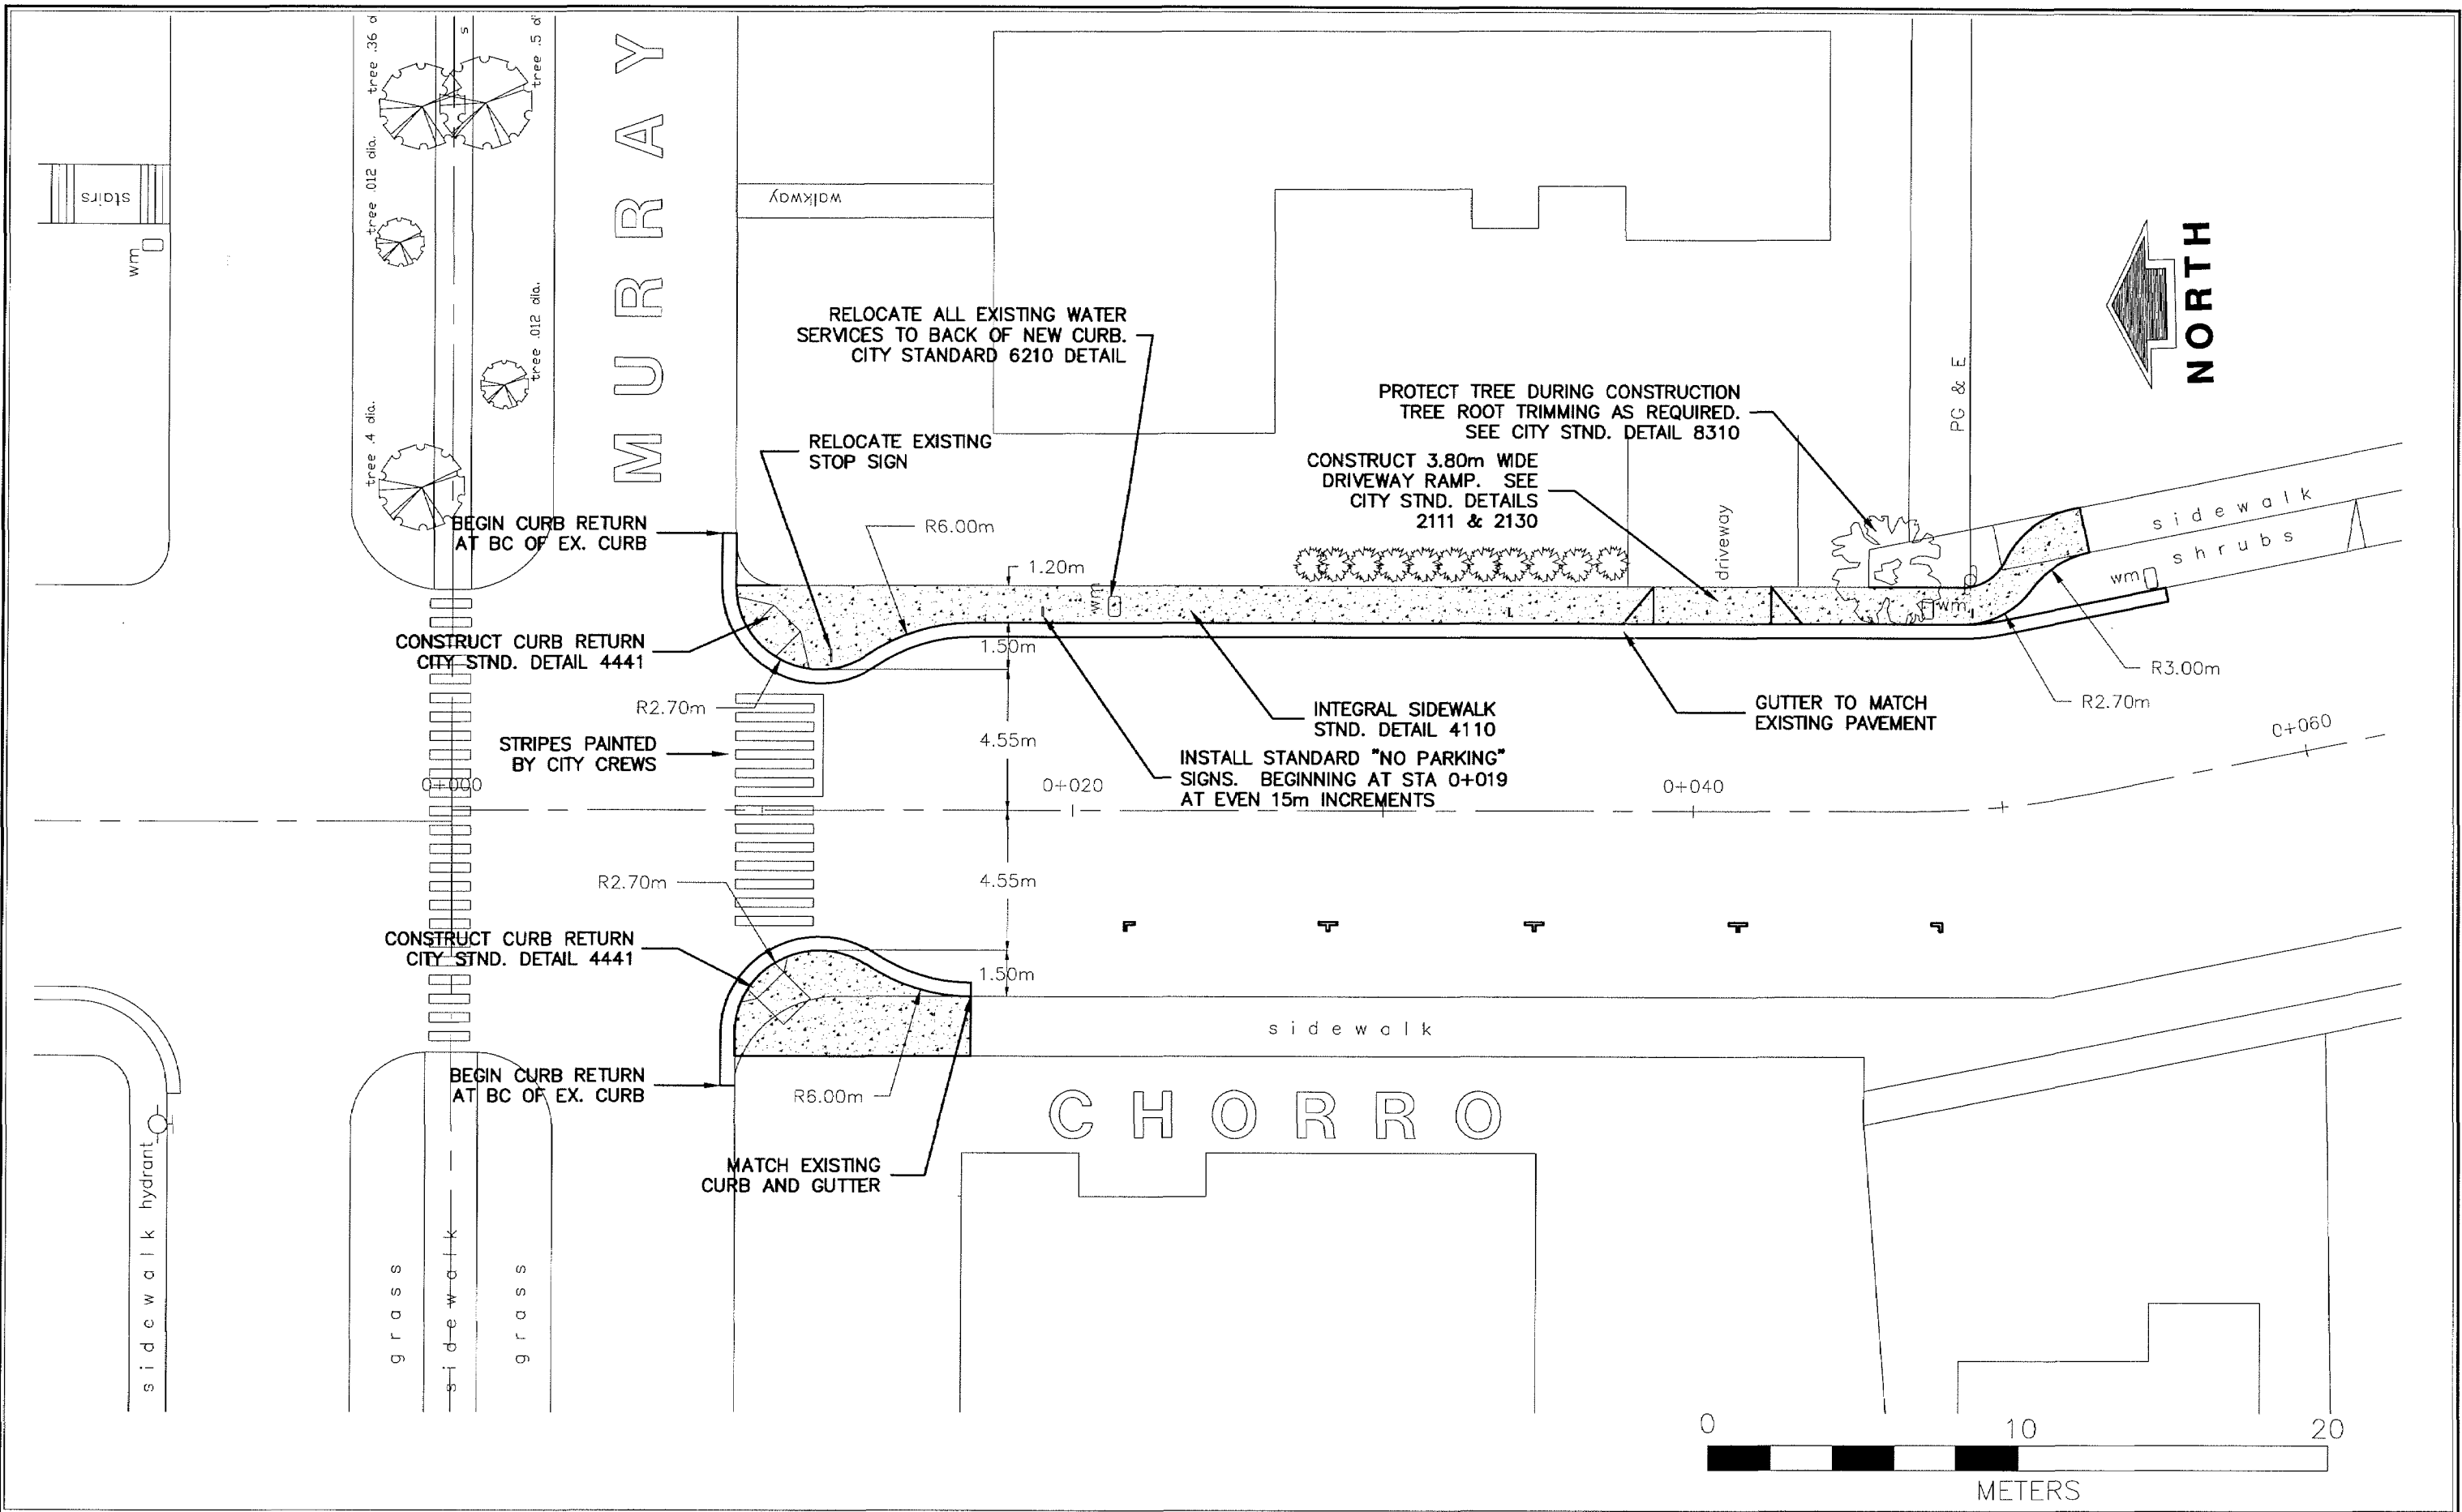 tree .36 d
s
tree .5 d
tree .012 dia.
stairs
wm
MURRAY
walkway
NORTH
tree .012 dia.
tree .4 dia.
RELOCATE ALL EXISTING WATER
SERVICES TO BACK OF NEW CURB.
CITY STANDARD 6210 DETAIL
PG & E
PROTECT TREE DURING CONSTRUCTION
TREE ROOT TRIMMING AS REQUIRED.
SEE CITY STND. DETAIL 8310
RELOCATE EXISTING
STOP SIGN
CONSTRUCT 3.80m WIDE
DRIVEWAY RAMP. SEE
CITY STND. DETAILS
2111 & 2130
BEGIN CURB RETURN
AT BC OF EX. CURB
R6.00m
1.20m
driveway
sidewalk
shrubs
wm
wm
wm
CONSTRUCT CURB RETURN
CITY STND. DETAIL 4441
1.50m
R3.00m
R2.70m
R2.70m
INTEGRAL SIDEWALK
STND. DETAIL 4110
GUTTER TO MATCH
EXISTING PAVEMENT
STRIPES PAINTED
BY CITY CREWS
4.55m
INSTALL STANDARD "NO PARKING"
SIGNS. BEGINNING AT STA 0+019
AT EVEN 15m INCREMENTS
0+000
0+020
0+040
0+060
R2.70m
4.55m
CONSTRUCT CURB RETURN
CITY STND. DETAIL 4441
1.50m
sidewalk
BEGIN CURB RETURN
AT BC OF EX. CURB
R6.00m
CHORRO
MATCH EXISTING
CURB AND GUTTER
sidewalk hydrant
grass
sidewalk
grass
0 10 20
METERS